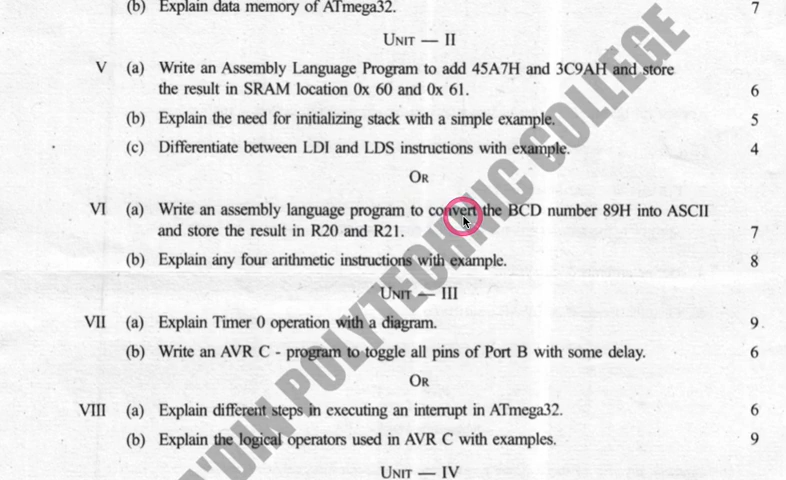 (b) Explain data memory of ATmega32. 7
UNIT — II
V (a) Write an Assembly Language Program to add 45A7H and 3C9AH and store
the result in SRAM location 0x 60 and 0x 61. 6
(b) Explain the need for initializing stack with a simple example. 5
(c) Differentiate between LDI and LDS instructions with example. 4
OR
VI (a) Write an assembly language program to convert the BCD number 89H into ASCII
and store the result in R20 and R21. 7
(b) Explain any four arithmetic instructions with example. 8
UNIT — III
VII (a) Explain Timer 0 operation with a diagram. 9
(b) Write an AVR C - program to toggle all pins of Port B with some delay. 6
OR
VIII (a) Explain different steps in executing an interrupt in ATmega32. 6
(b) Explain the logical operators used in AVR C with examples. 9
UNIT — IV
A'DIN POLYTECHNIC COLLEGE